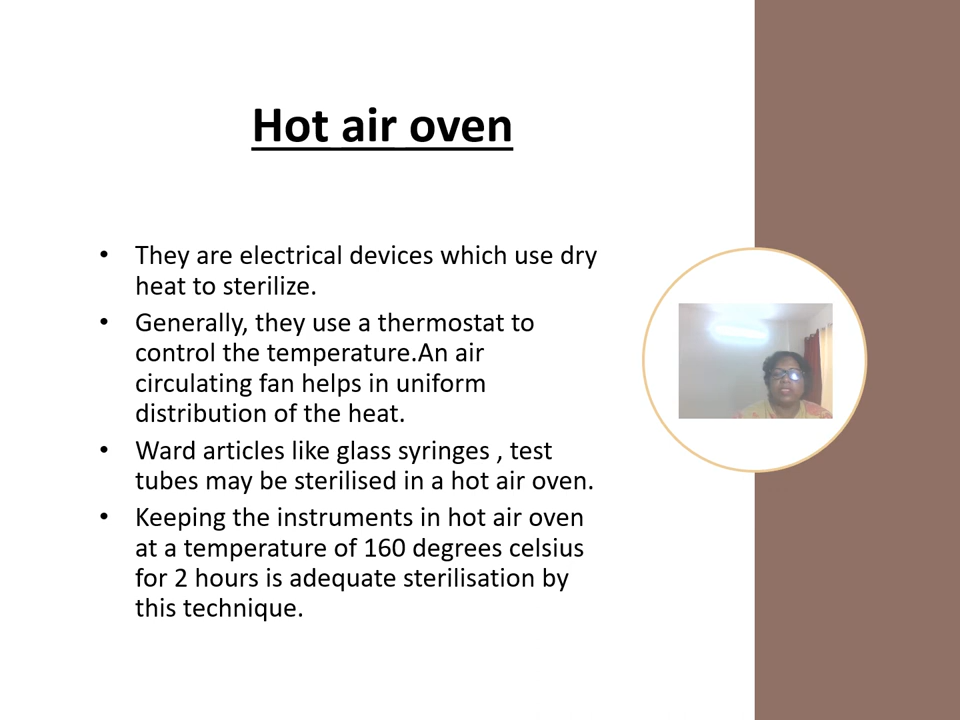 Hot air oven
• They are electrical devices which use dry
heat to sterilize.
• Generally, they use a thermostat to
control the temperature.An air
circulating fan helps in uniform
distribution of the heat.
• Ward articles like glass syringes , test
tubes may be sterilised in a hot air oven.
• Keeping the instruments in hot air oven
at a temperature of 160 degrees celsius
for 2 hours is adequate sterilisation by
this technique.